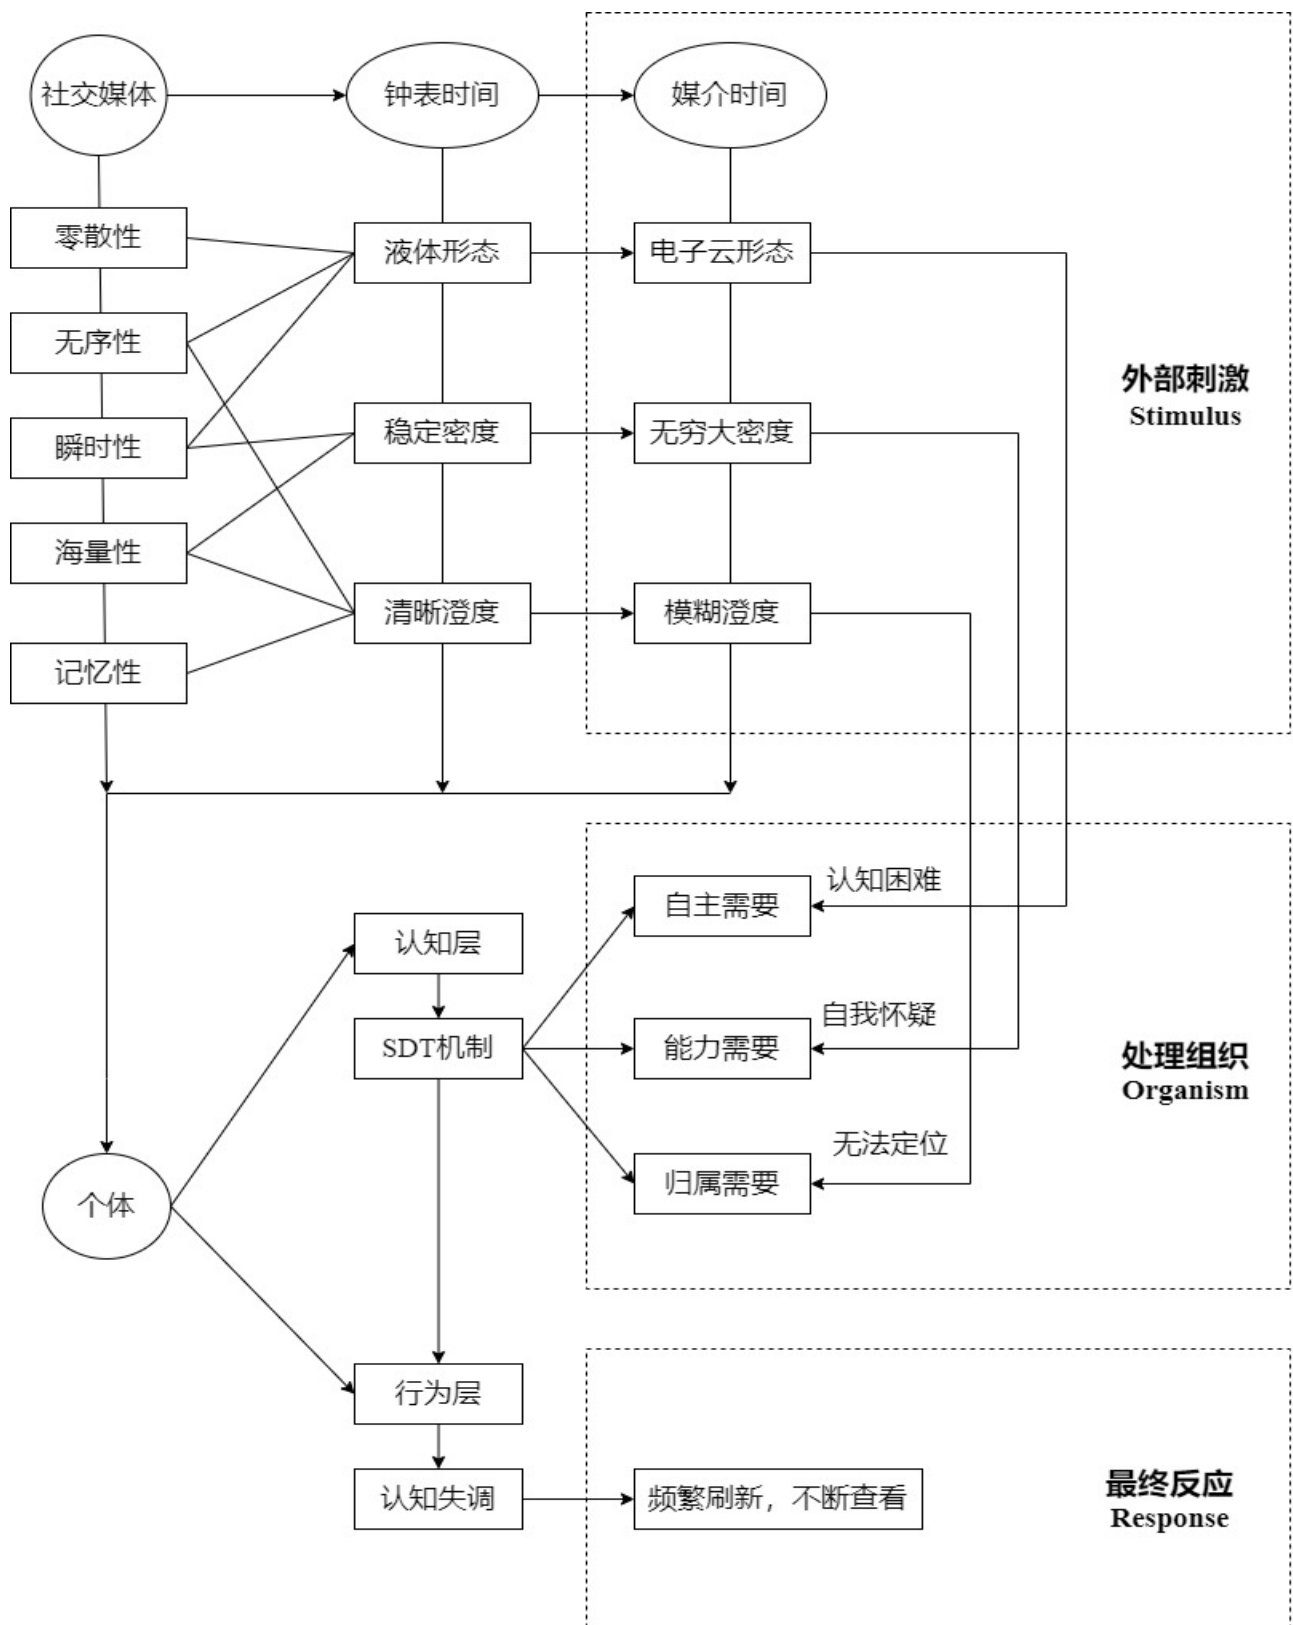 社交媒体
钟表时间
媒介时间
零散性
液体形态
电子云形态
无序性
外部刺激
Stimulus
瞬时性
稳定密度
无穷大密度
海量性
清晰澄度
模糊澄度
记忆性
认知困难
自主需要
认知层
自我怀疑
SDT机制
能力需要
处理组织
Organism
无法定位
归属需要
个体
行为层
认知失调
频繁刷新，不断查看
最终反应
Response